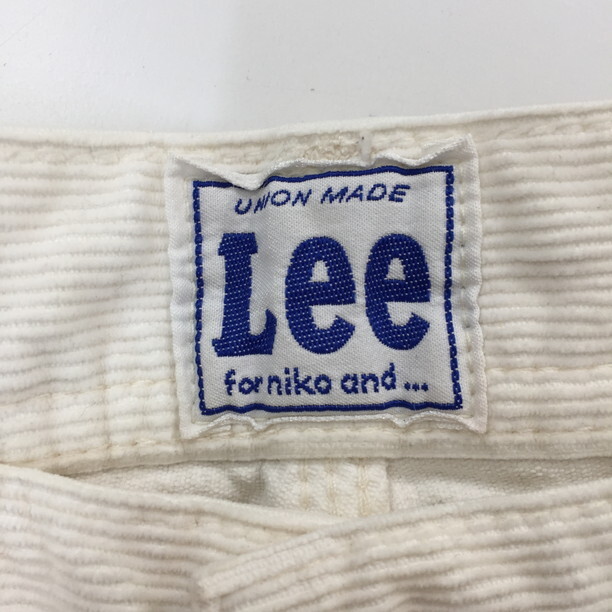 UNION MADE
Lee
for niko and ...